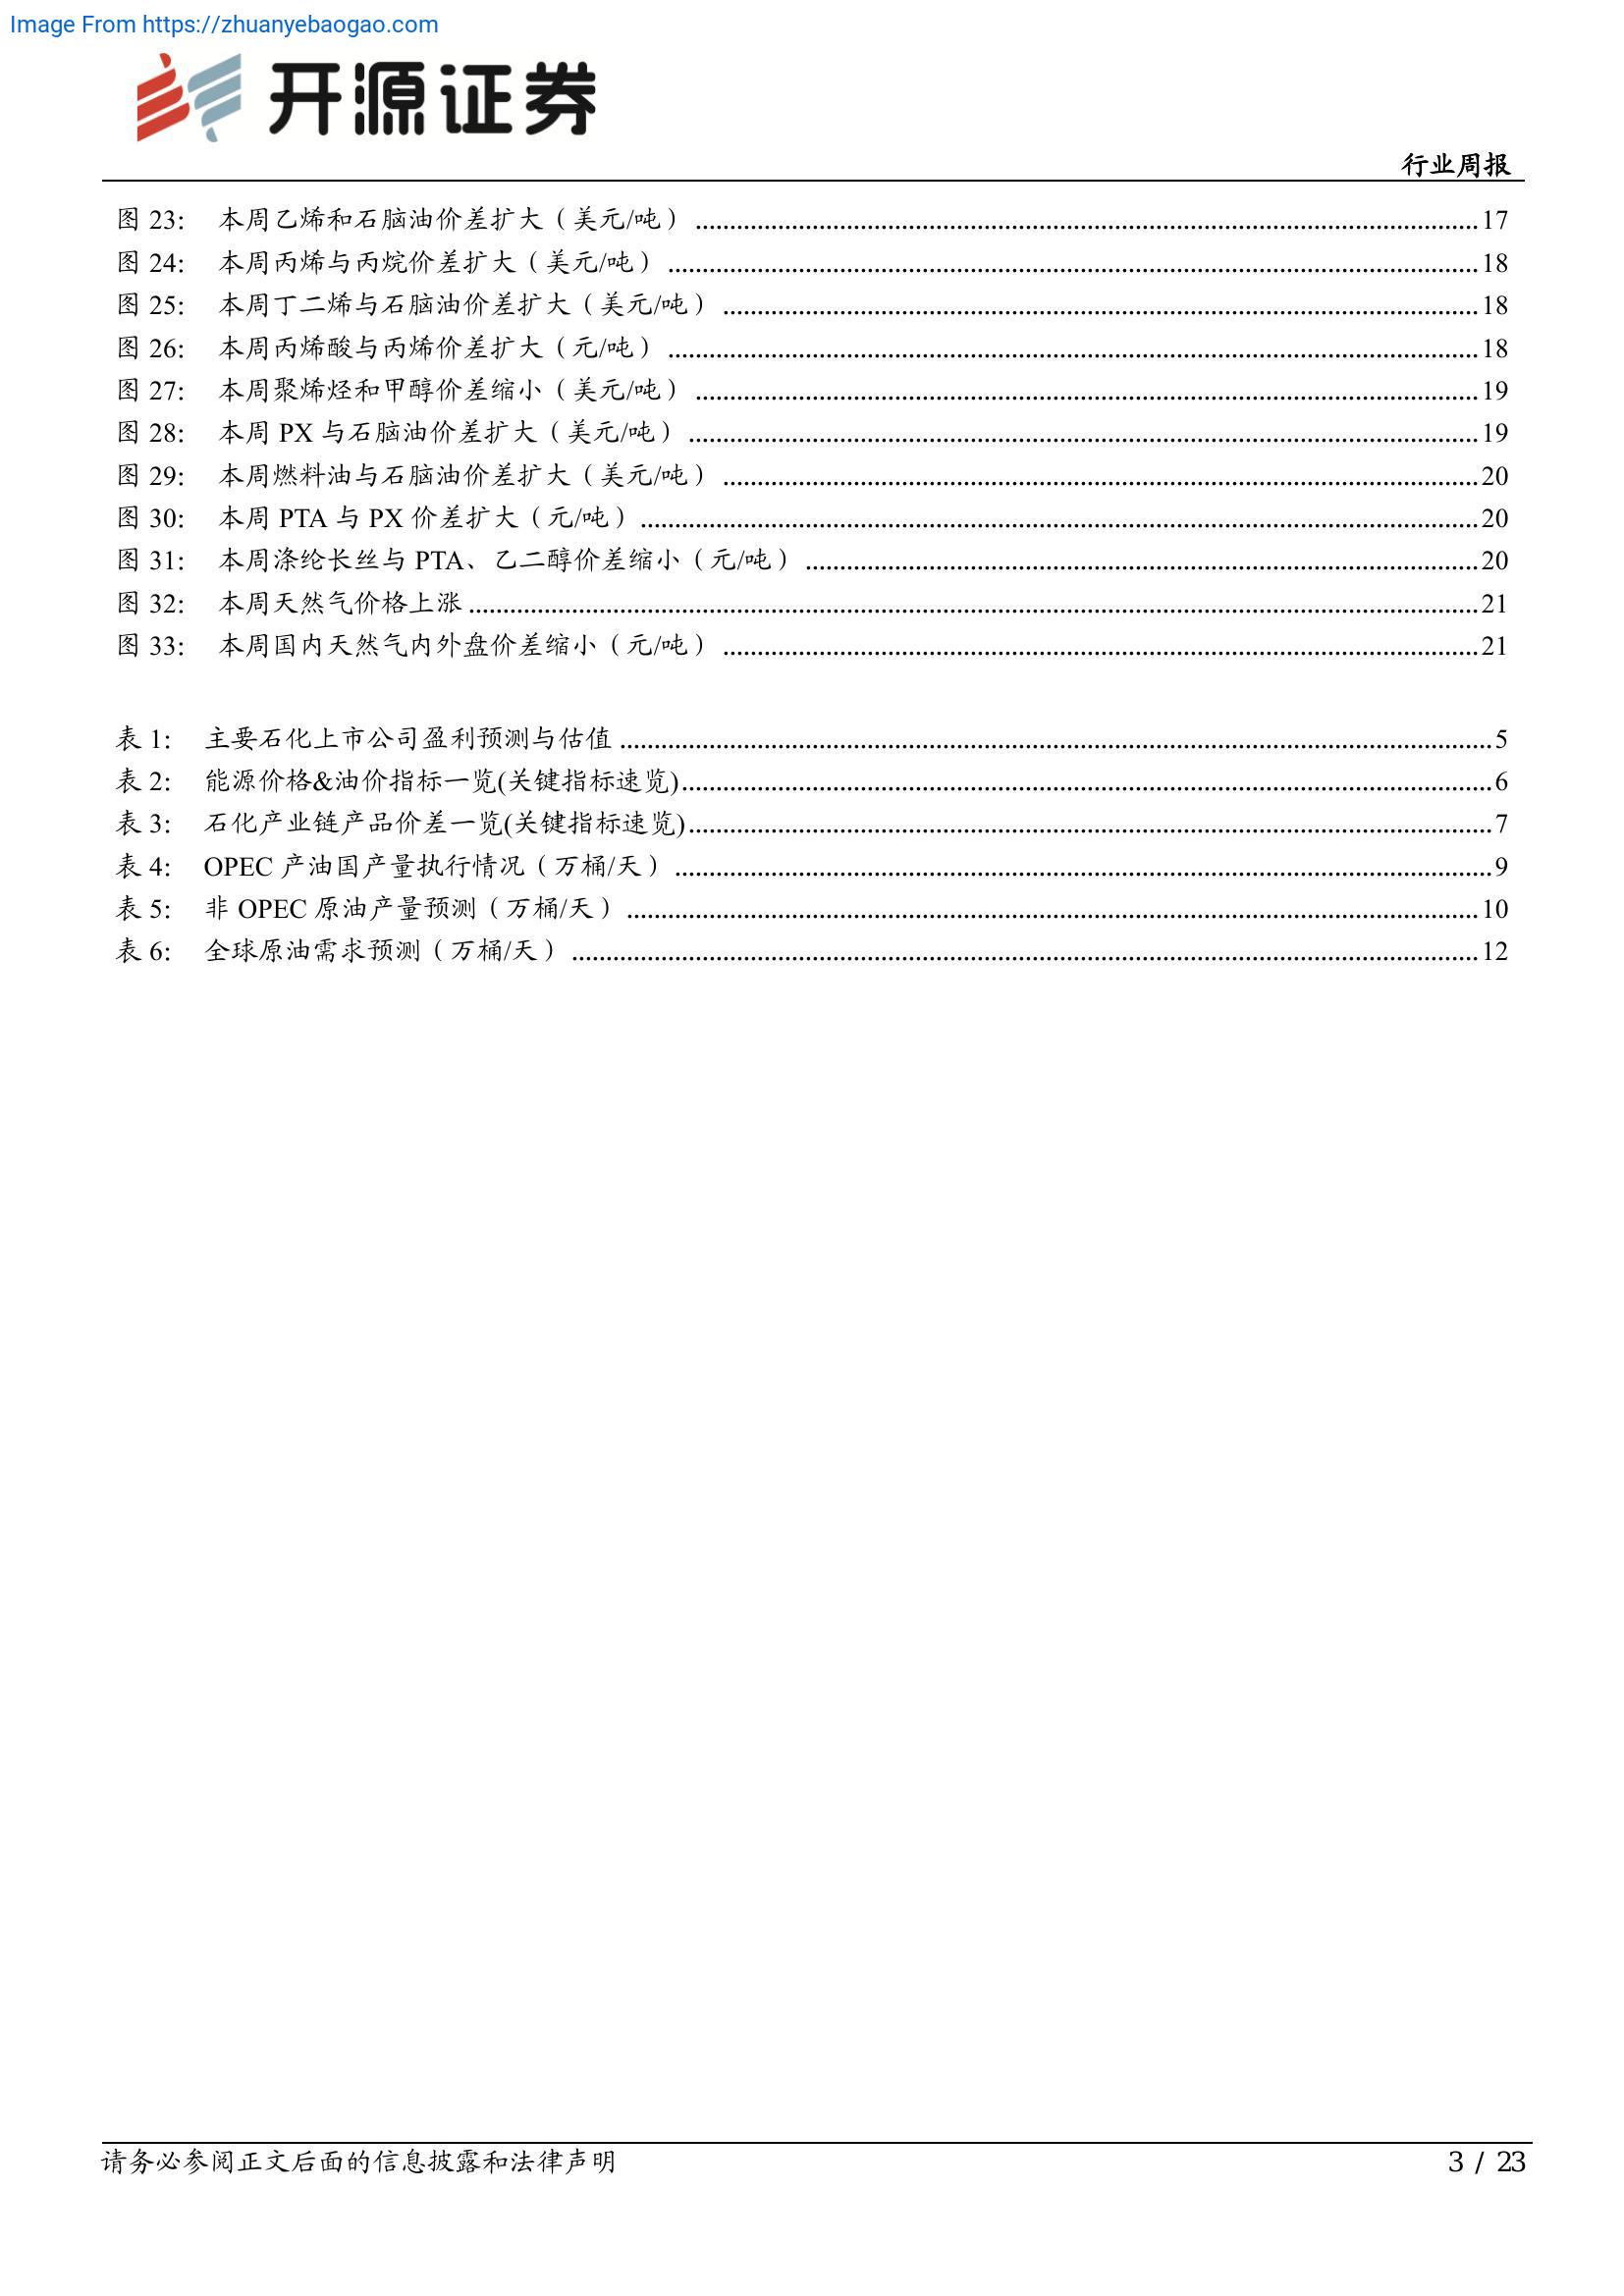 Image From https://zhuanyebaogao.com
开源证券
行业周报
图 23: 本周乙烯和石脑油价差扩大（美元/吨） ........ 17
图 24: 本周丙烯与丙烷价差扩大（美元/吨） ........ 18
图 25: 本周丁二烯与石脑油价差扩大（美元/吨） ........ 18
图 26: 本周丙烯酸与丙烯价差扩大（元/吨） ........ 18
图 27: 本周聚烯烃和甲醇价差缩小（美元/吨） ........ 19
图 28: 本周 PX 与石脑油价差扩大（美元/吨） ........ 19
图 29: 本周燃料油与石脑油价差扩大（美元/吨） ........ 20
图 30: 本周 PTA 与 PX 价差扩大（元/吨） ........ 20
图 31: 本周涤纶长丝与 PTA、乙二醇价差缩小（元/吨） ........ 20
图 32: 本周天然气价格上涨 ........ 21
图 33: 本周国内天然气内外盘价差缩小（元/吨） ........ 21
表 1: 主要石化上市公司盈利预测与估值 ........ 5
表 2: 能源价格&油价指标一览(关键指标速览) ........ 6
表 3: 石化产业链产品价差一览(关键指标速览) ........ 7
表 4: OPEC 产油国产量执行情况（万桶/天） ........ 9
表 5: 非 OPEC 原油产量预测（万桶/天） ........ 10
表 6: 全球原油需求预测（万桶/天） ........ 12
请务必参阅正文后面的信息披露和法律声明 3 / 23